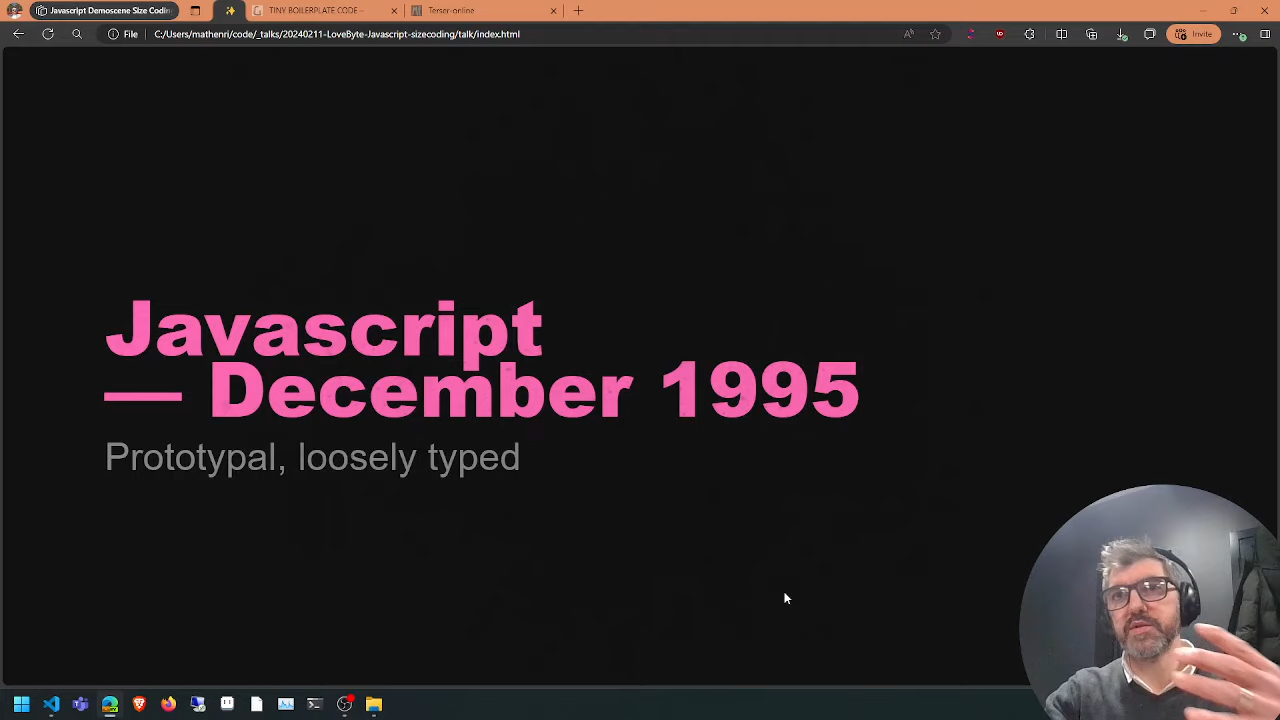 Javascript Demoscene Size Codin
TINY BOILERPLATE CODE –
Terser-online
File
C:/Users/mathenri/code/_talks/20240211-LoveByte-Javascript-sizecoding/talk/index.html
Invite
Javascript
— December 1995
Prototypal, loosely typed